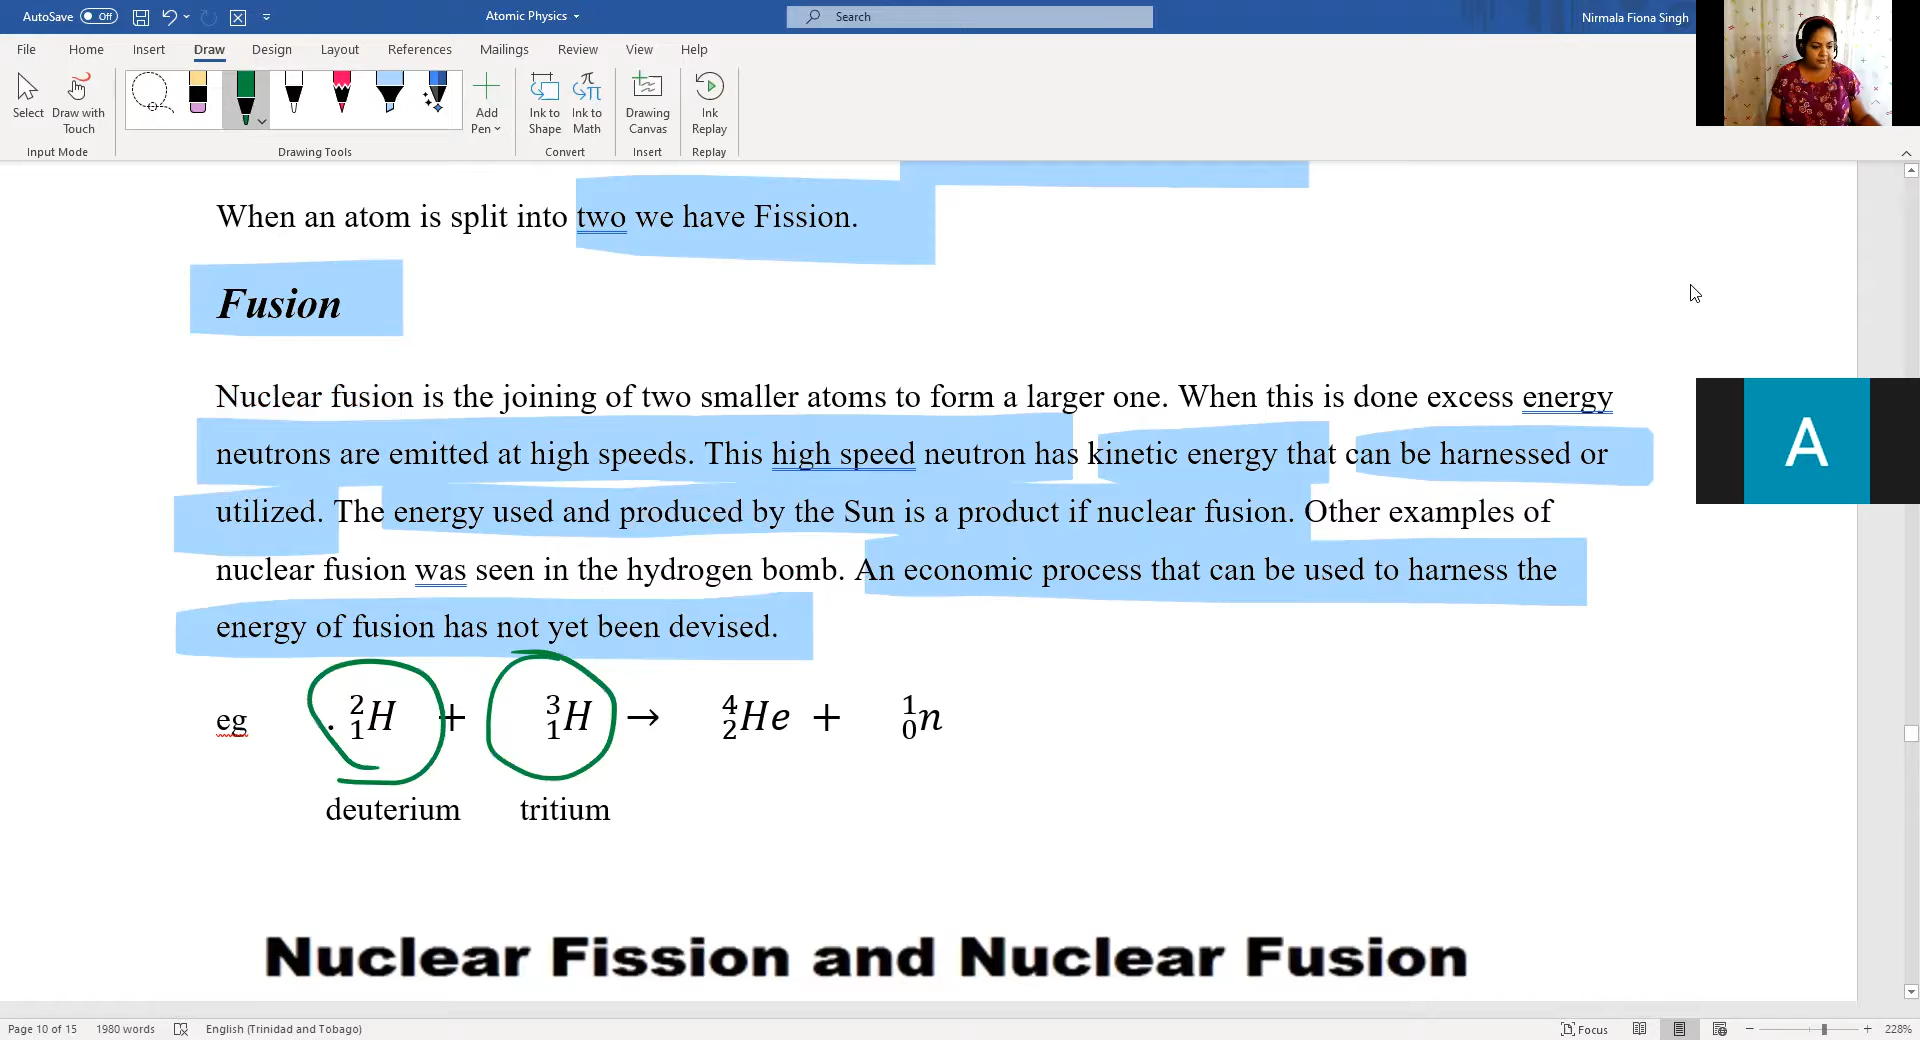 AutoSave Off Atomic Physics Search Nirmala Fiona Singh
File Home Insert Draw Design Layout References Mailings Review View Help
Select Draw with Touch Add Pen Ink to Shape Ink to Math Drawing Canvas Ink Replay
Input Mode Drawing Tools Convert Insert Replay
When an atom is split into two we have Fission.
Fusion
Nuclear fusion is the joining of two smaller atoms to form a larger one. When this is done excess energy
neutrons are emitted at high speeds. This high speed neutron has kinetic energy that can be harnessed or
utilized. The energy used and produced by the Sun is a product if nuclear fusion. Other examples of
nuclear fusion was seen in the hydrogen bomb. An economic process that can be used to harness the
energy of fusion has not yet been devised.
eg . ²₁H + ³₁H → ⁴₂He + ¹₀n
deuterium tritium
Nuclear Fission and Nuclear Fusion
A
Page 10 of 15 1980 words English (Trinidad and Tobago) Focus 228%